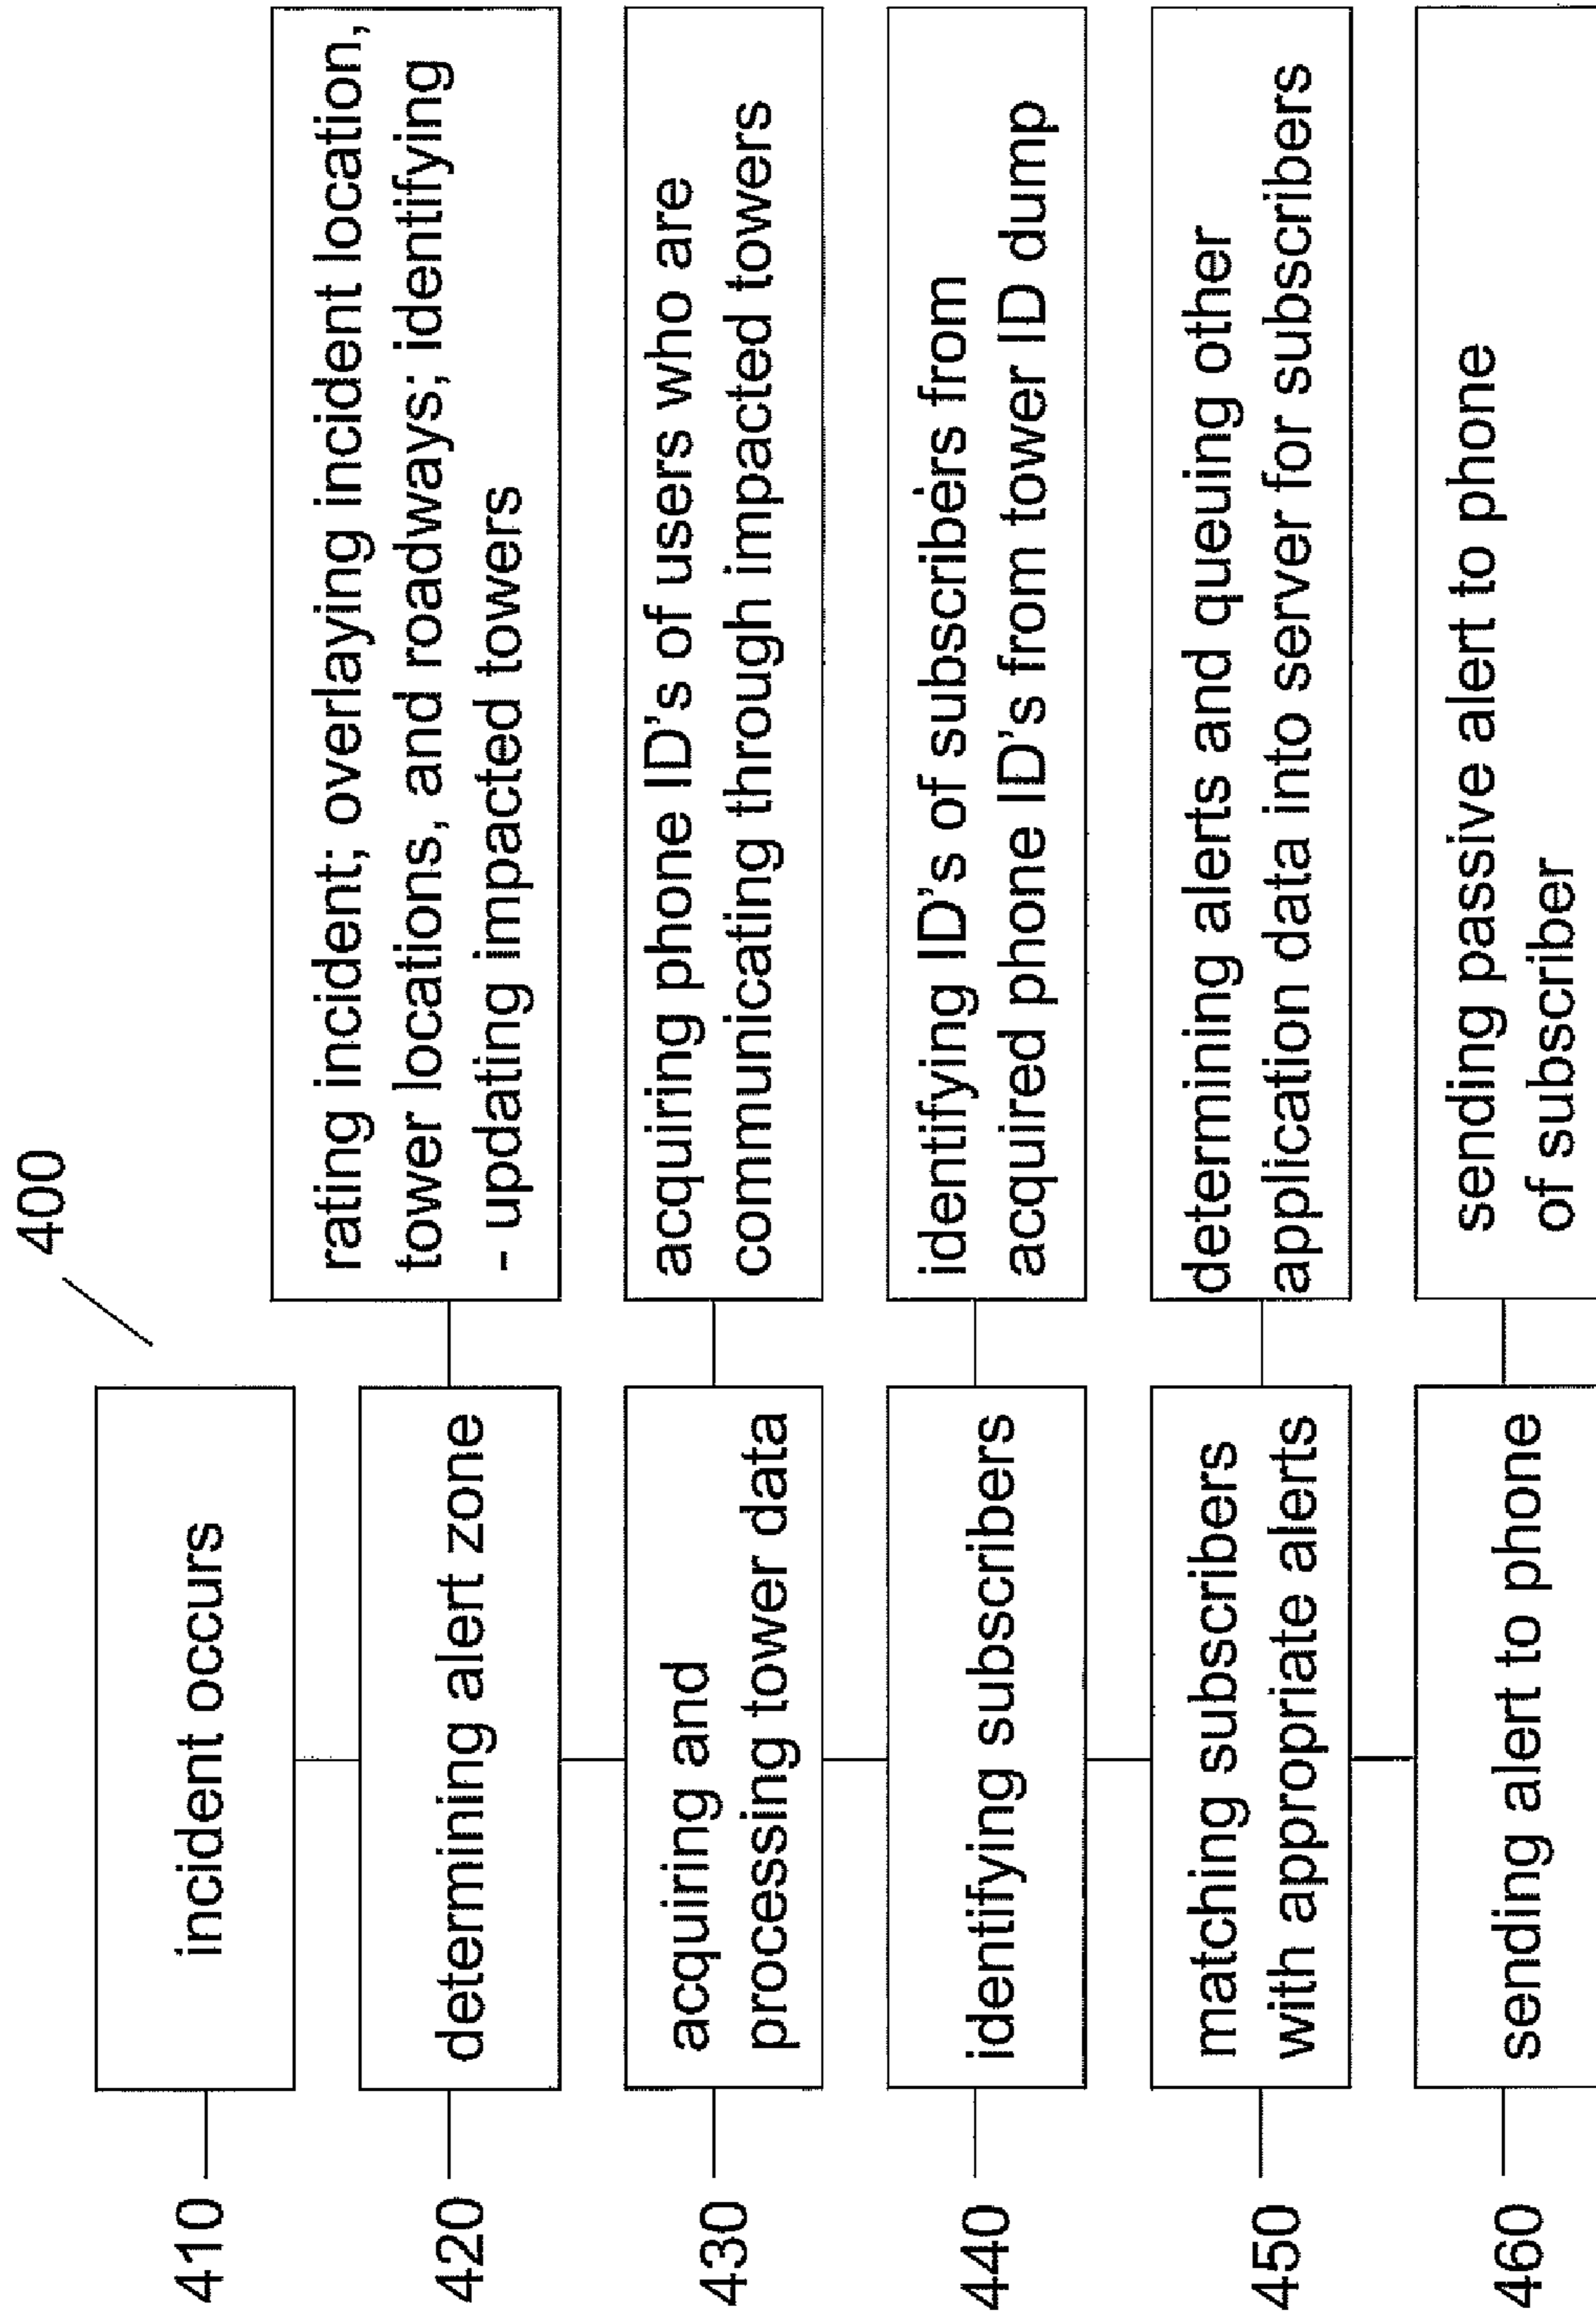 400
410
incident occurs
420
determining alert zone
rating incident; overlaying incident location,
tower locations, and roadways; identifying
- updating impacted towers
430
acquiring and
processing tower data
acquiring phone ID's of users who are
communicating through impacted towers
440
identifying subscribers
identifying ID's of subscribers from
acquired phone ID's from tower ID dump
450
matching subscribers
with appropriate alerts
determining alerts and queuing other
application data into server for subscribers
460
sending alert to phone
sending passive alert to phone
of subscriber